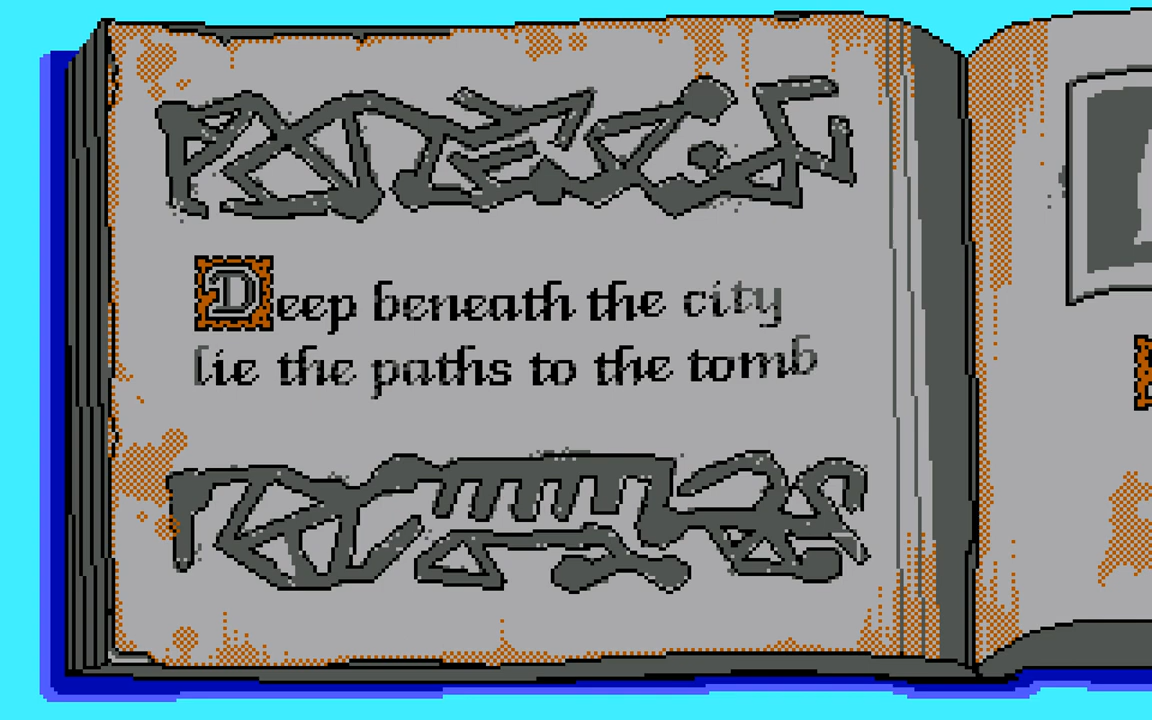 Deep beneath the city
lie the paths to the tomb